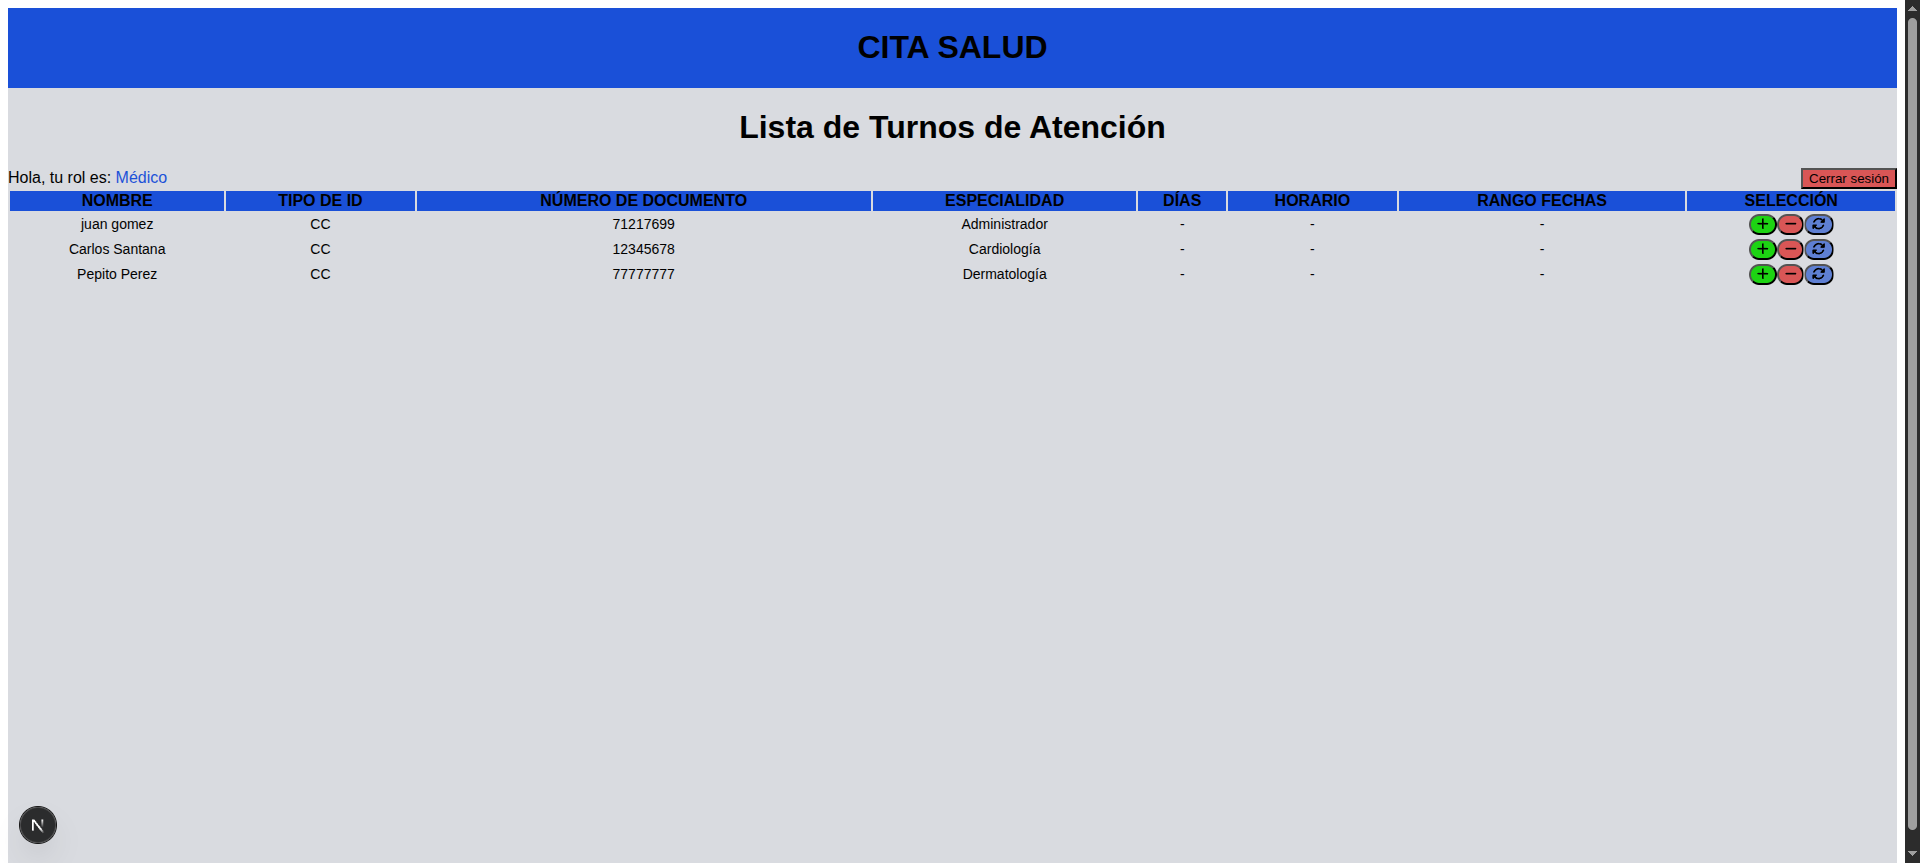 CITA SALUD
Lista de Turnos de Atención
Hola, tu rol es: Médico
Cerrar sesión
NOMBRE TIPO DE ID NÚMERO DE DOCUMENTO ESPECIALIDAD DÍAS HORARIO RANGO FECHAS SELECCIÓN
juan gomez CC 71217699 Administrador - - -
Carlos Santana CC 12345678 Cardiología - - -
Pepito Perez CC 77777777 Dermatología - - -
N